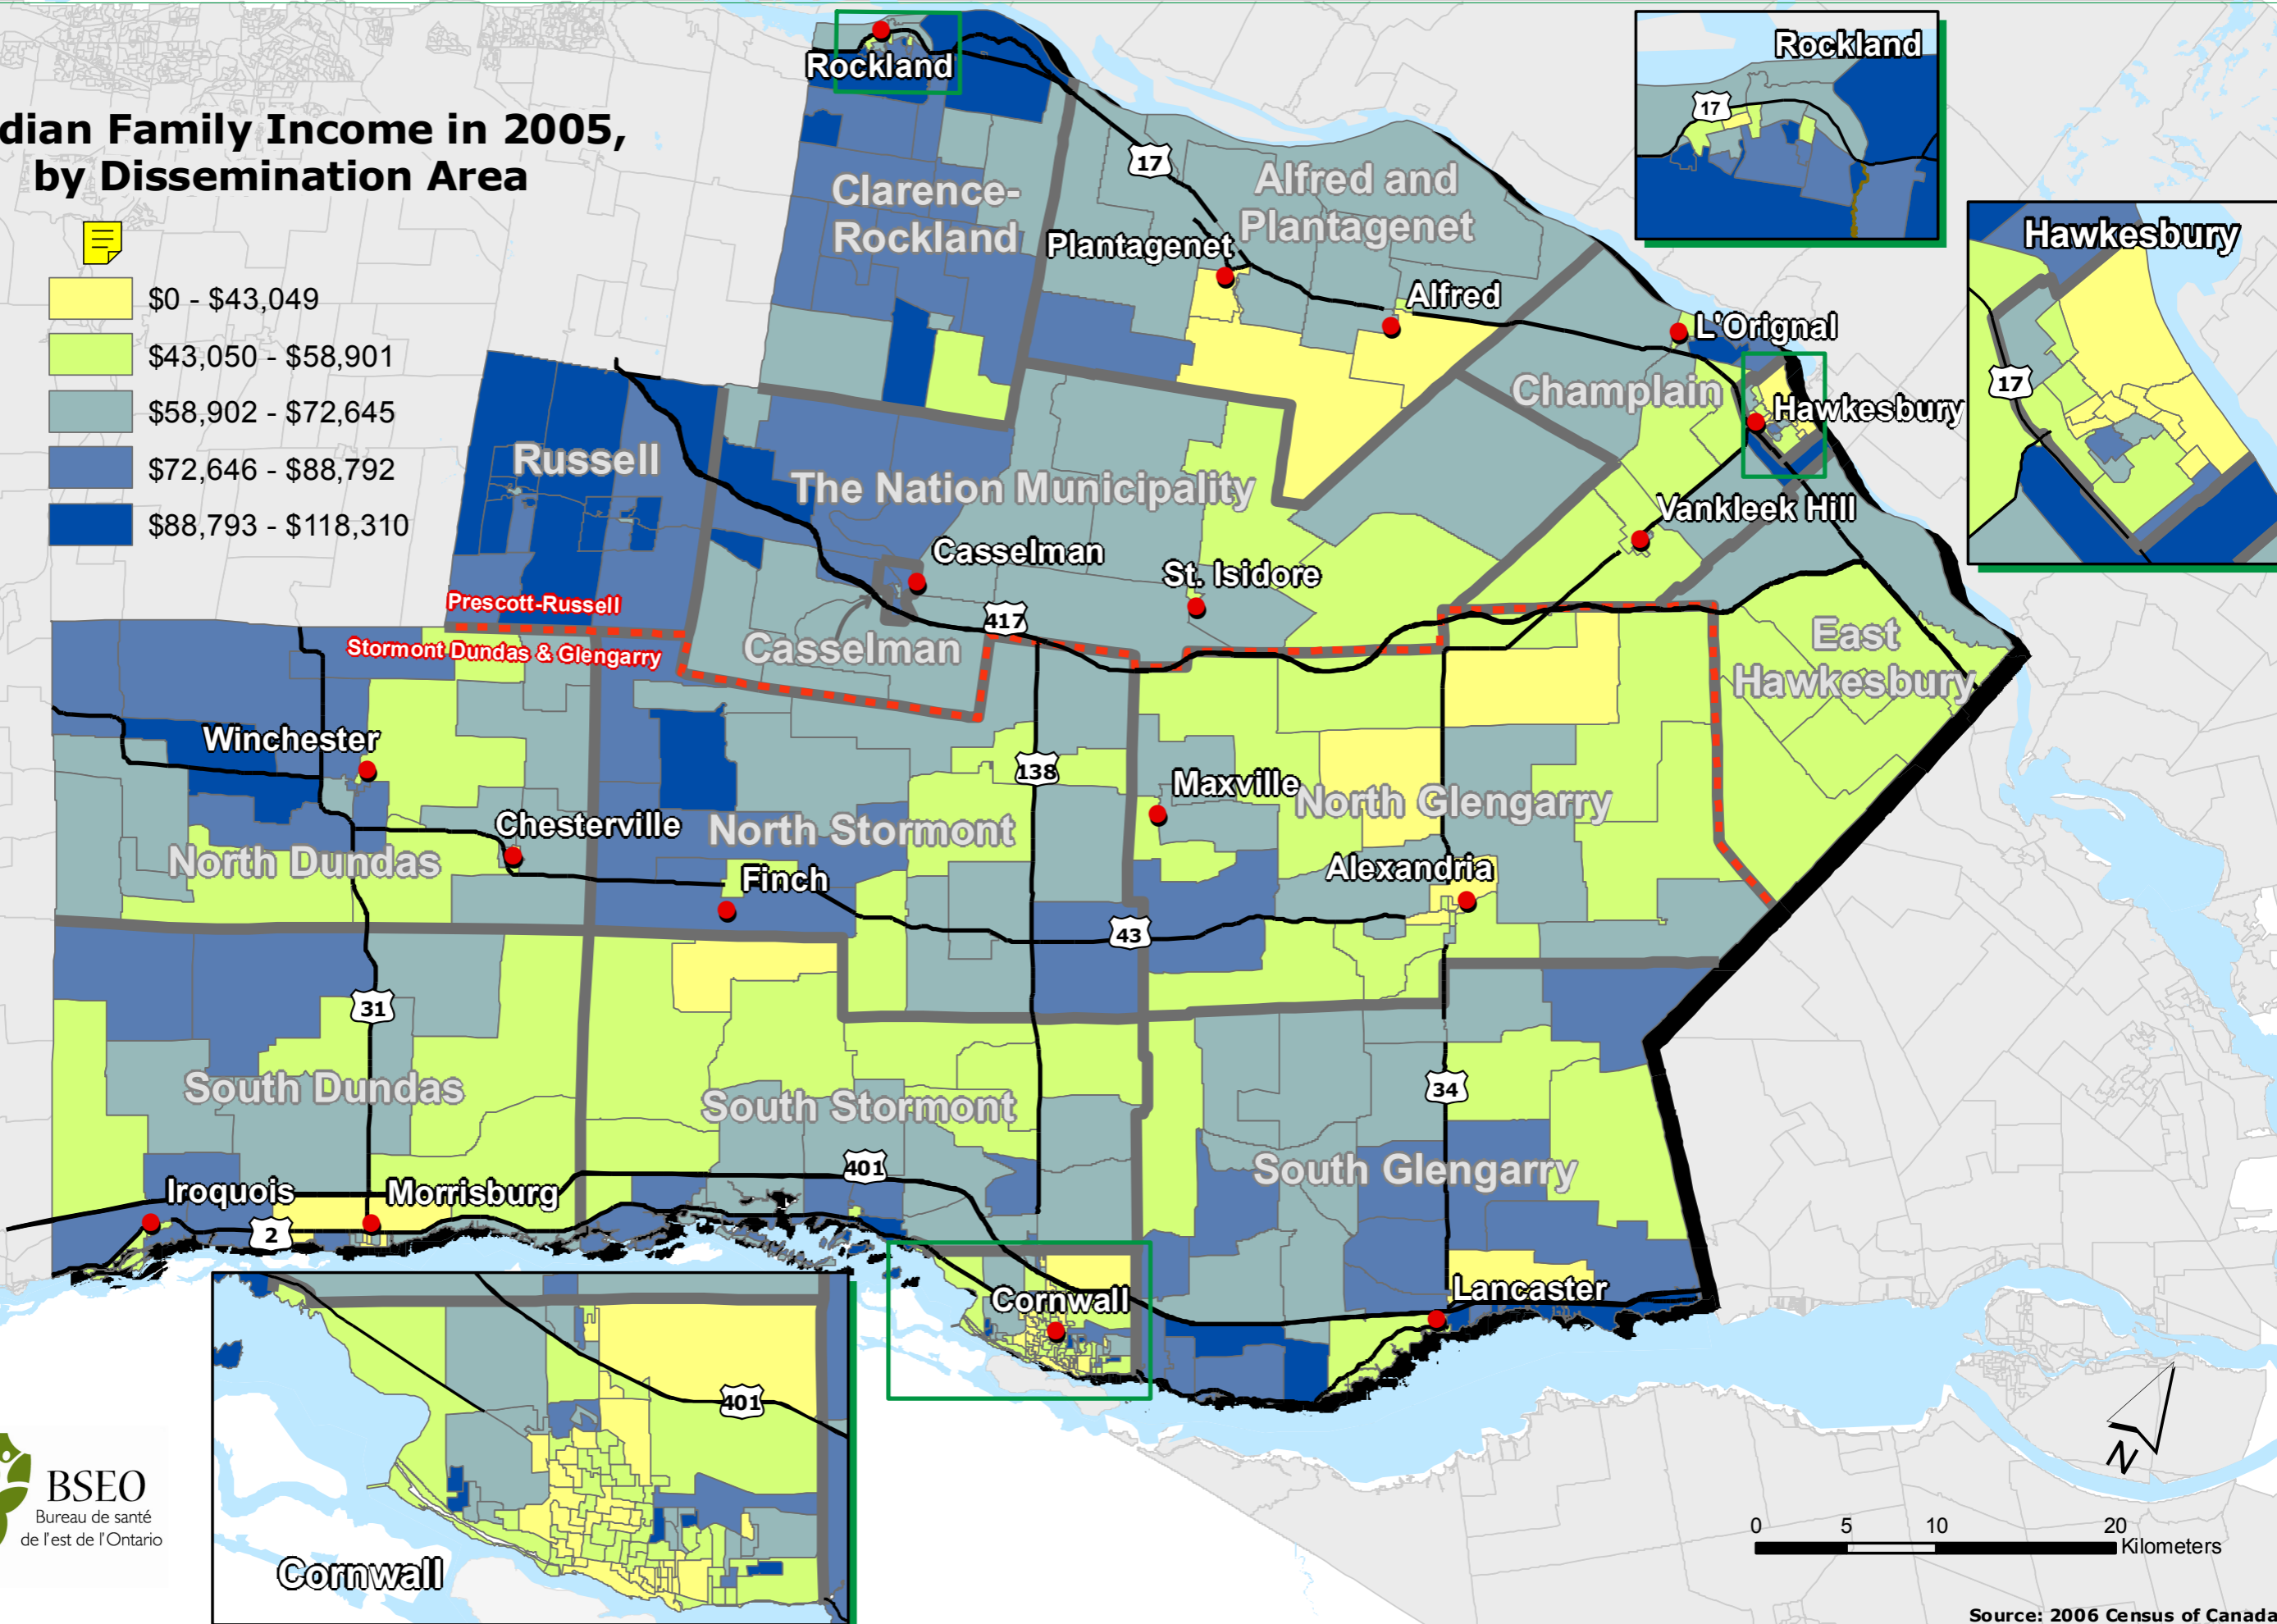 dian Family Income in 2005,
by Dissemination Area
$0 - $43,049
$43,050 - $58,901
$58,902 - $72,645
$72,646 - $88,792
$88,793 - $118,310
Rockland
Rockland
17
Hawkesbury
17
17
Clarence-
Rockland
Alfred and
Plantagenet
Plantagenet
Alfred
L'Orignal
Champlain
Hawkesbury
Russell
The Nation Municipality
Vankleek Hill
Casselman
St. Isidore
Prescott-Russell
Stormont Dundas & Glengarry
417
Casselman
East
Hawkesbury
Winchester
138
Maxville
North Glengarry
Chesterville
North Stormont
North Dundas
Finch
Alexandria
43
31
South Dundas
South Stormont
34
401
South Glengarry
Iroquois
Morrisburg
2
Cornwall
Lancaster
401
Cornwall
BSEO
Bureau de santé
de l'est de l'Ontario
N
0 5 10 20
Kilometers
Source: 2006 Census of Canada